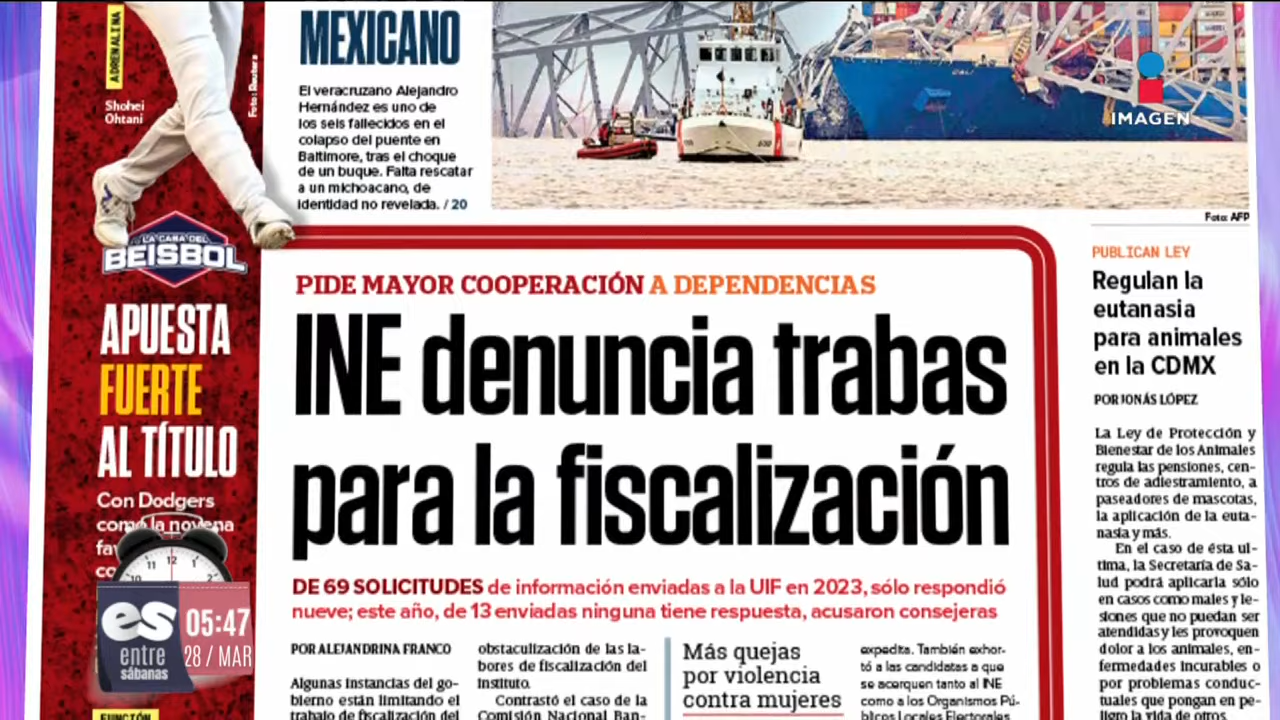 ADRENALINA
Shohei
Ohtani
Foto: Reuters
LA CASA DEL
BEISBOL
APUESTA
FUERTE
AL TÍTULO
Con Dodgers
como la novena
MEXICANO
El veracruzano Alejandro
Hernández es uno de
los seis fallecidos en el
colapso del puente en
Baltimore, tras el choque
de un buque. Falta rescatar
a un michoacano, de
identidad no revelada. / 20
IMAGEN
Foto: AFP
PIDE MAYOR COOPERACIÓN A DEPENDENCIAS
INE denuncia trabas
para la fiscalización
DE 69 SOLICITUDES de información enviadas a la UIF en 2023, sólo respondió
nueve; este año, de 13 enviadas ninguna tiene respuesta, acusaron consejeras
POR ALEJANDRINA FRANCO
Algunas instancias del go-
bierno están limitando el
trabajo de fiscalización del
obstaculización de las la-
bores de fiscalización del
instituto.
Contrastó el caso de la
Comisión Nacional Ban-
Más quejas
por violencia
contra mujeres
expedita. También exhor-
tó a las candidatas a que
se acerquen tanto al INE
como a los Organismos Pú-
blicos Locales Electorales
PUBLICAN LEY
Regulan la
eutanasia
para animales
en la CDMX
POR JONÁS LÓPEZ
La Ley de Protección y
Bienestar de los Animales
regula las pensiones, cen-
tros de adiestramiento, a
paseadores de mascotas,
la aplicación de la euta-
nasia y más.
En el caso de ésta úl-
tima, la Secretaría de Sa-
lud podrá aplicarla sólo
en casos como males y le-
siones que no puedan ser
atendidas y les provoquen
dolor a los animales, en-
fermedades incurables o
por problemas conduc-
tuales que pongan en pe-
ligro la vida de otros.
11 12 1
10 2
es
entre
sábanas
05:47
28 / MAR
FUNCIÓN